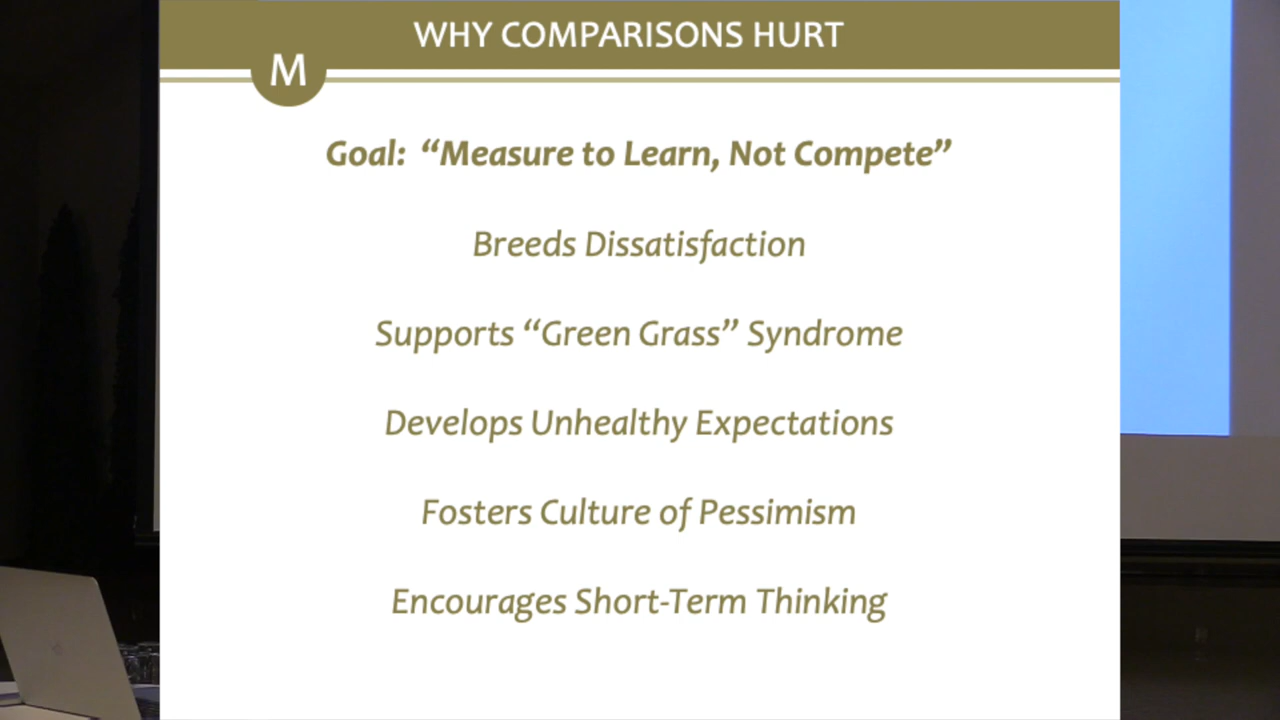 WHY COMPARISONS HURT
M
Goal: “Measure to Learn, Not Compete”
Breeds Dissatisfaction
Supports “Green Grass” Syndrome
Develops Unhealthy Expectations
Fosters Culture of Pessimism
Encourages Short-Term Thinking